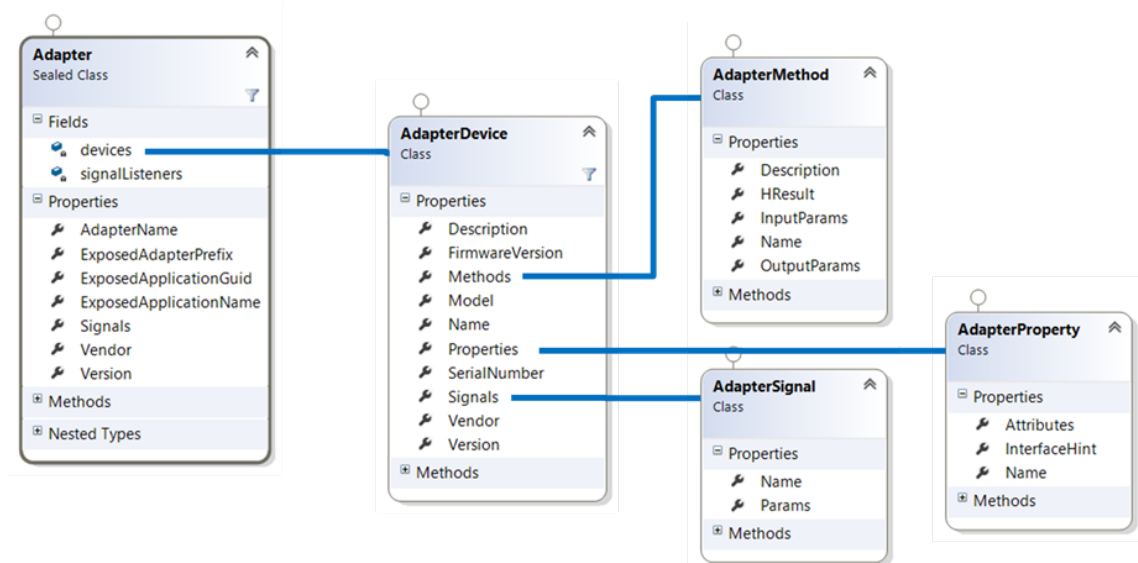 Adapter
Sealed Class
Fields
devices
signalListeners
Properties
AdapterName
ExposedAdapterPrefix
ExposedApplicationGuid
ExposedApplicationName
Signals
Vendor
Version
Methods
Nested Types
AdapterDevice
Class
Properties
Description
FirmwareVersion
Methods
Model
Name
Properties
SerialNumber
Signals
Vendor
Version
Methods
AdapterMethod
Class
Properties
Description
HResult
InputParams
Name
OutputParams
Methods
AdapterSignal
Class
Properties
Name
Params
Methods
AdapterProperty
Class
Properties
Attributes
InterfaceHint
Name
Methods